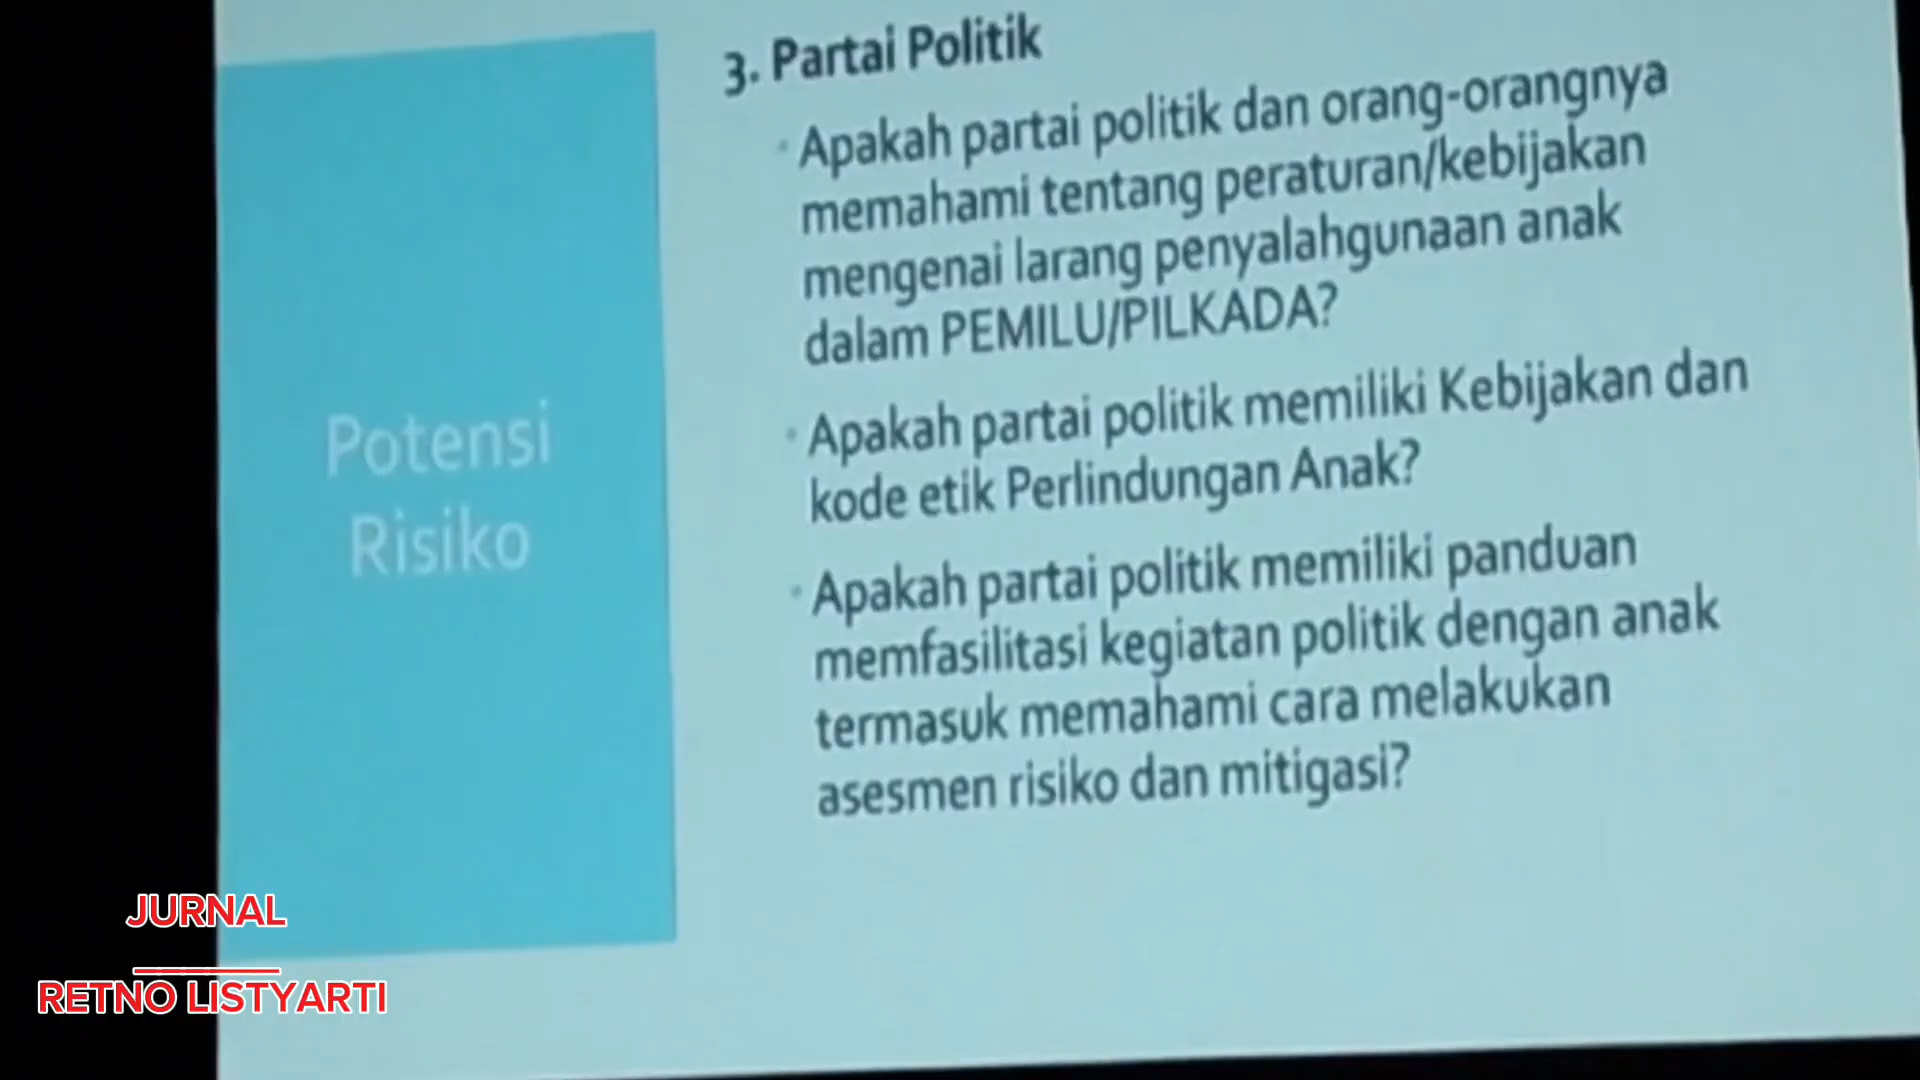 Potensi
Risiko
3. Partai Politik
Apakah partai politik dan orang-orangnya
memahami tentang peraturan/kebijakan
mengenai larang penyalahgunaan anak
dalam PEMILU/PILKADA?
Apakah partai politik memiliki Kebijakan dan
kode etik Perlindungan Anak?
Apakah partai politik memiliki panduan
memfasilitasi kegiatan politik dengan anak
termasuk memahami cara melakukan
asesmen risiko dan mitigasi?
JURNAL
RETNO LISTYARTI